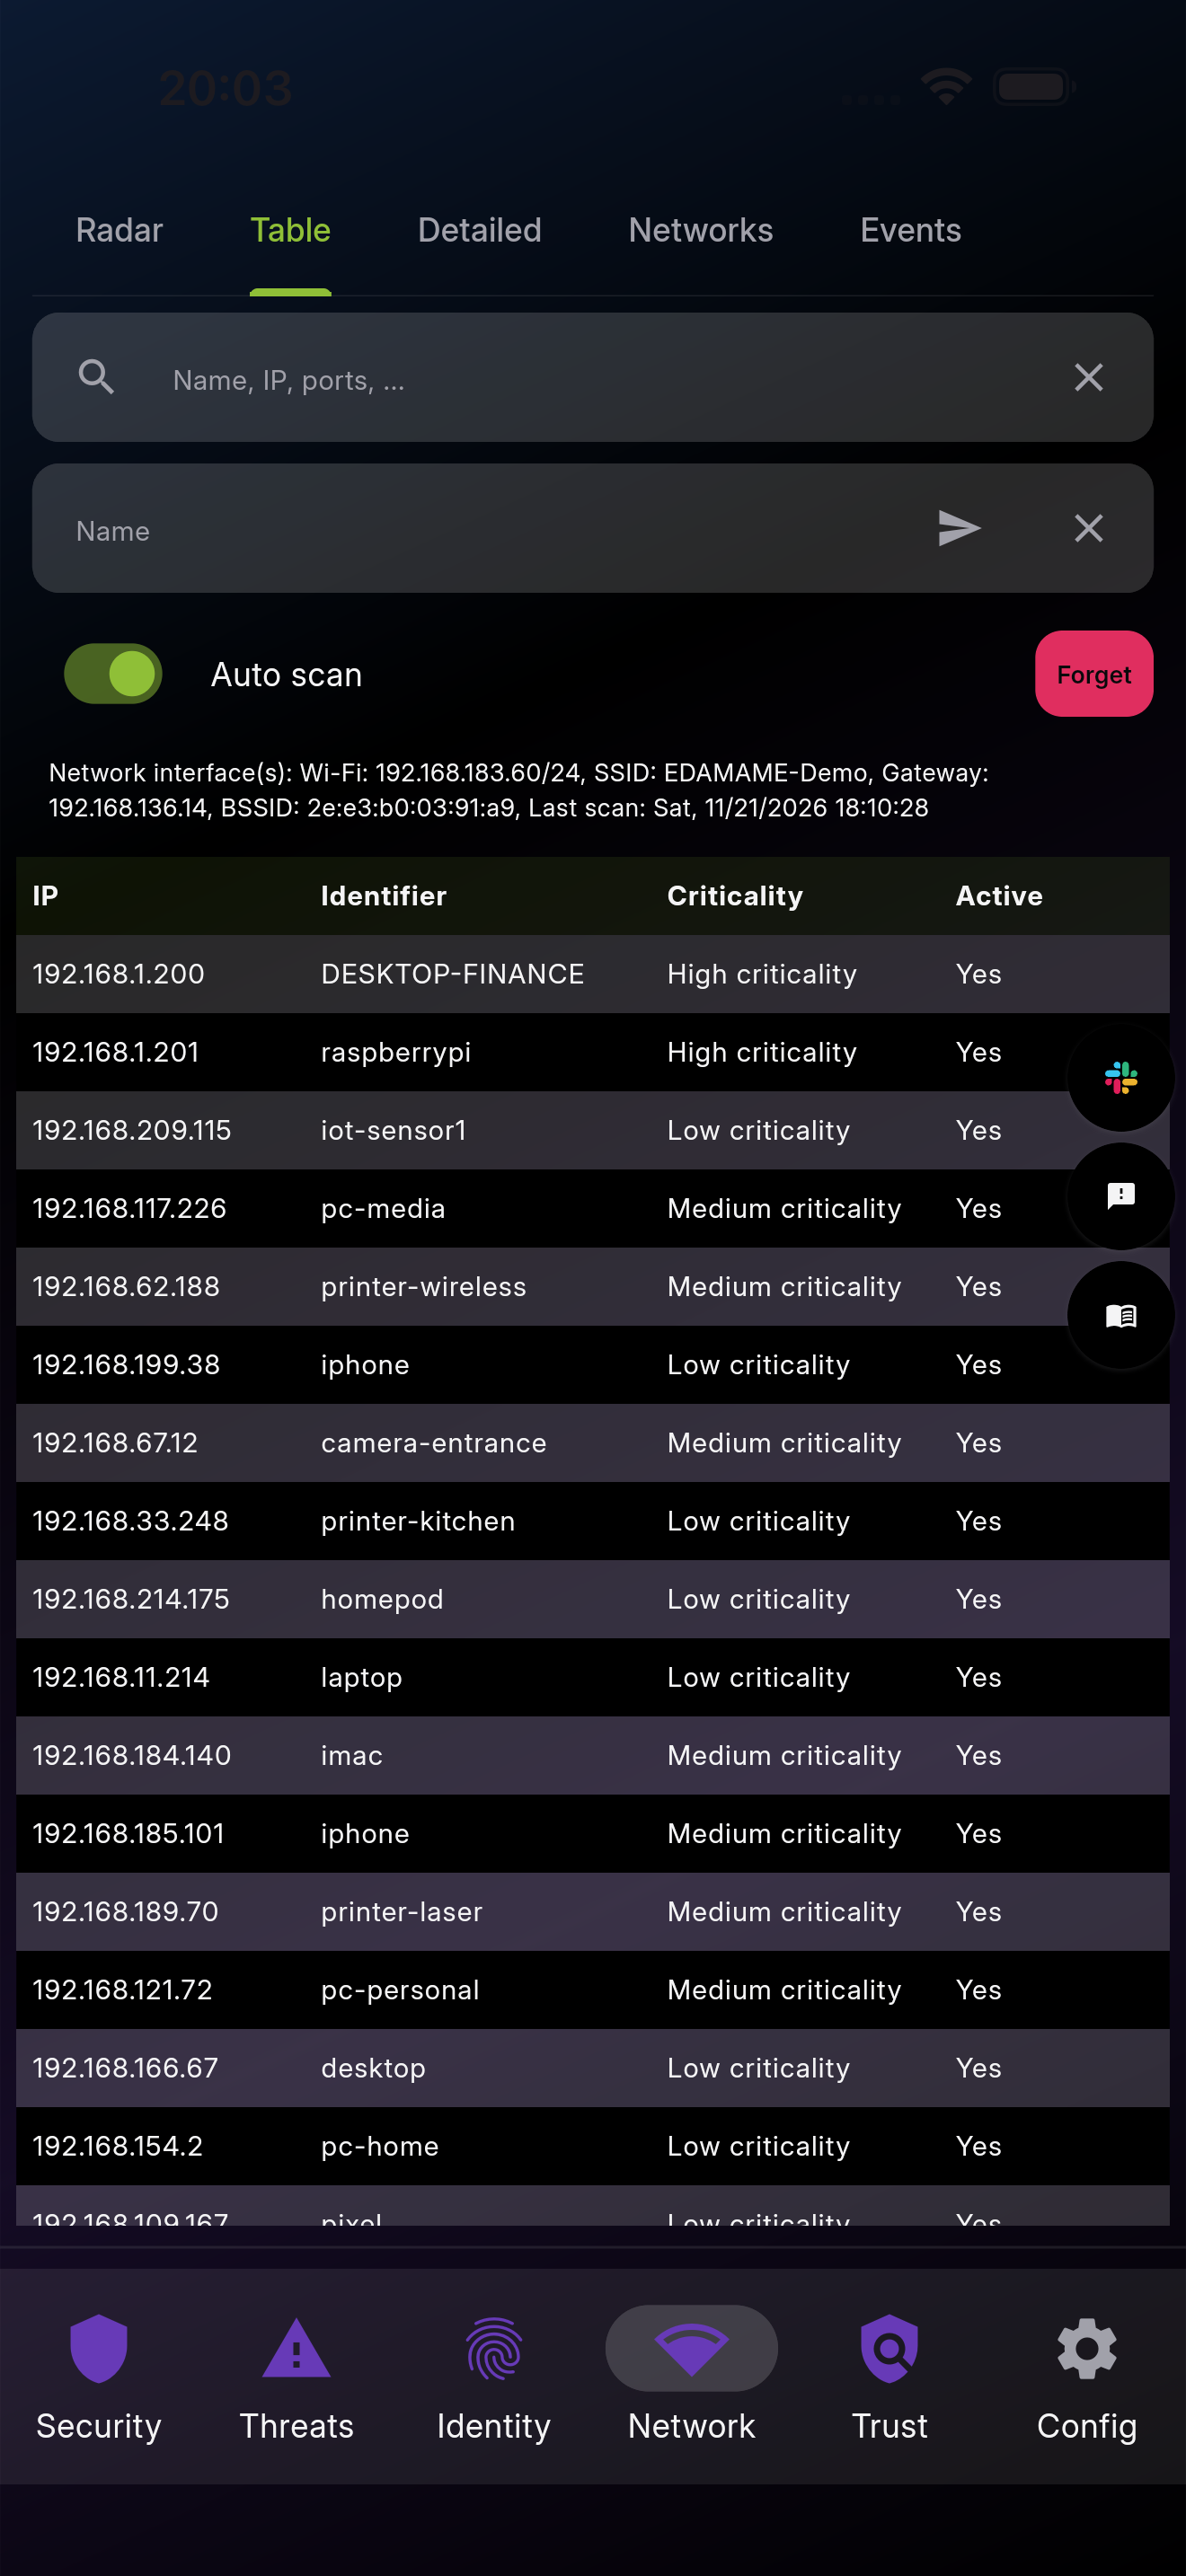 20:03
Radar Table Detailed Networks Events
Name, IP, ports, ...
Name
Auto scan Forget
Network interface(s): Wi-Fi: 192.168.183.60/24, SSID: EDAMAME-Demo, Gateway:
192.168.136.14, BSSID: 2e:e3:b0:03:91:a9, Last scan: Sat, 11/21/2026 18:10:28
IP Identifier Criticality Active
192.168.1.200 DESKTOP-FINANCE High criticality Yes
192.168.1.201 raspberrypi High criticality Yes
192.168.209.115 iot-sensor1 Low criticality Yes
192.168.117.226 pc-media Medium criticality Yes
192.168.62.188 printer-wireless Medium criticality Yes
192.168.199.38 iphone Low criticality Yes
192.168.67.12 camera-entrance Medium criticality Yes
192.168.33.248 printer-kitchen Low criticality Yes
192.168.214.175 homepod Low criticality Yes
192.168.11.214 laptop Low criticality Yes
192.168.184.140 imac Medium criticality Yes
192.168.185.101 iphone Medium criticality Yes
192.168.189.70 printer-laser Medium criticality Yes
192.168.121.72 pc-personal Medium criticality Yes
192.168.166.67 desktop Low criticality Yes
192.168.154.2 pc-home Low criticality Yes
192.168.109.167 pixel Low criticality Yes
Security Threats Identity Network Trust Config